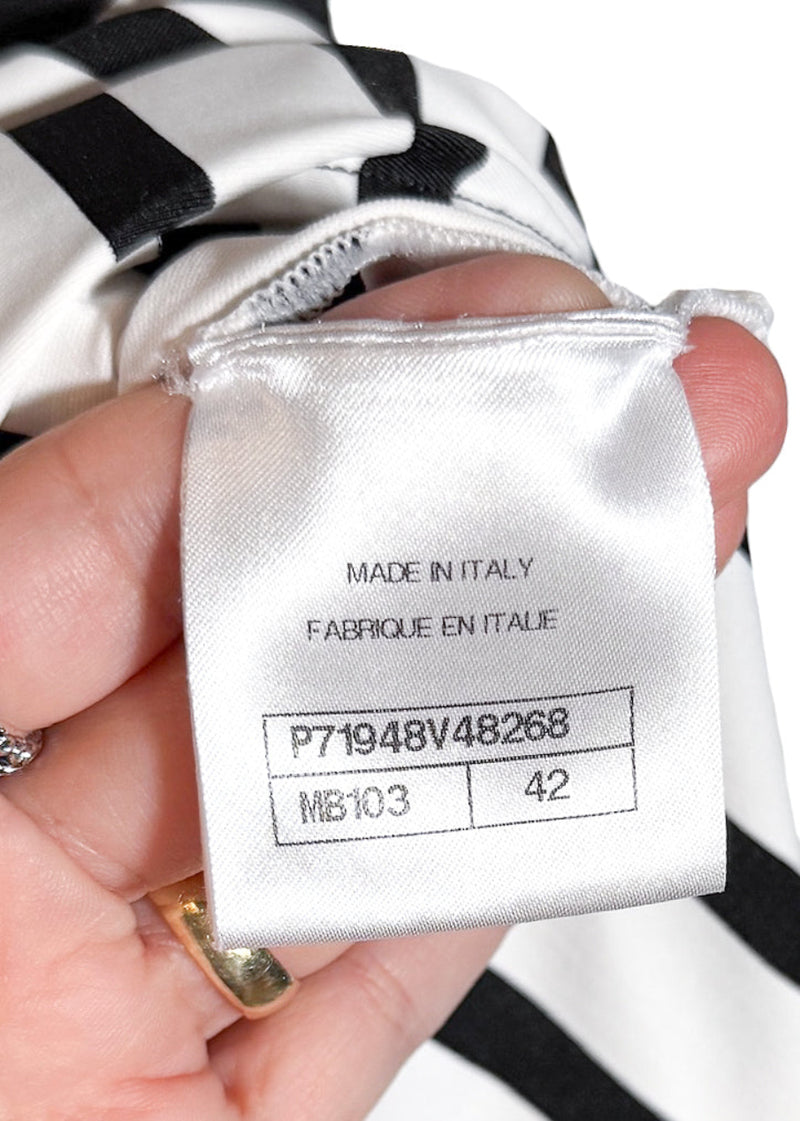 MADE IN ITALY
FABRIQUE EN ITALIE
P71948V48268
MB103 42